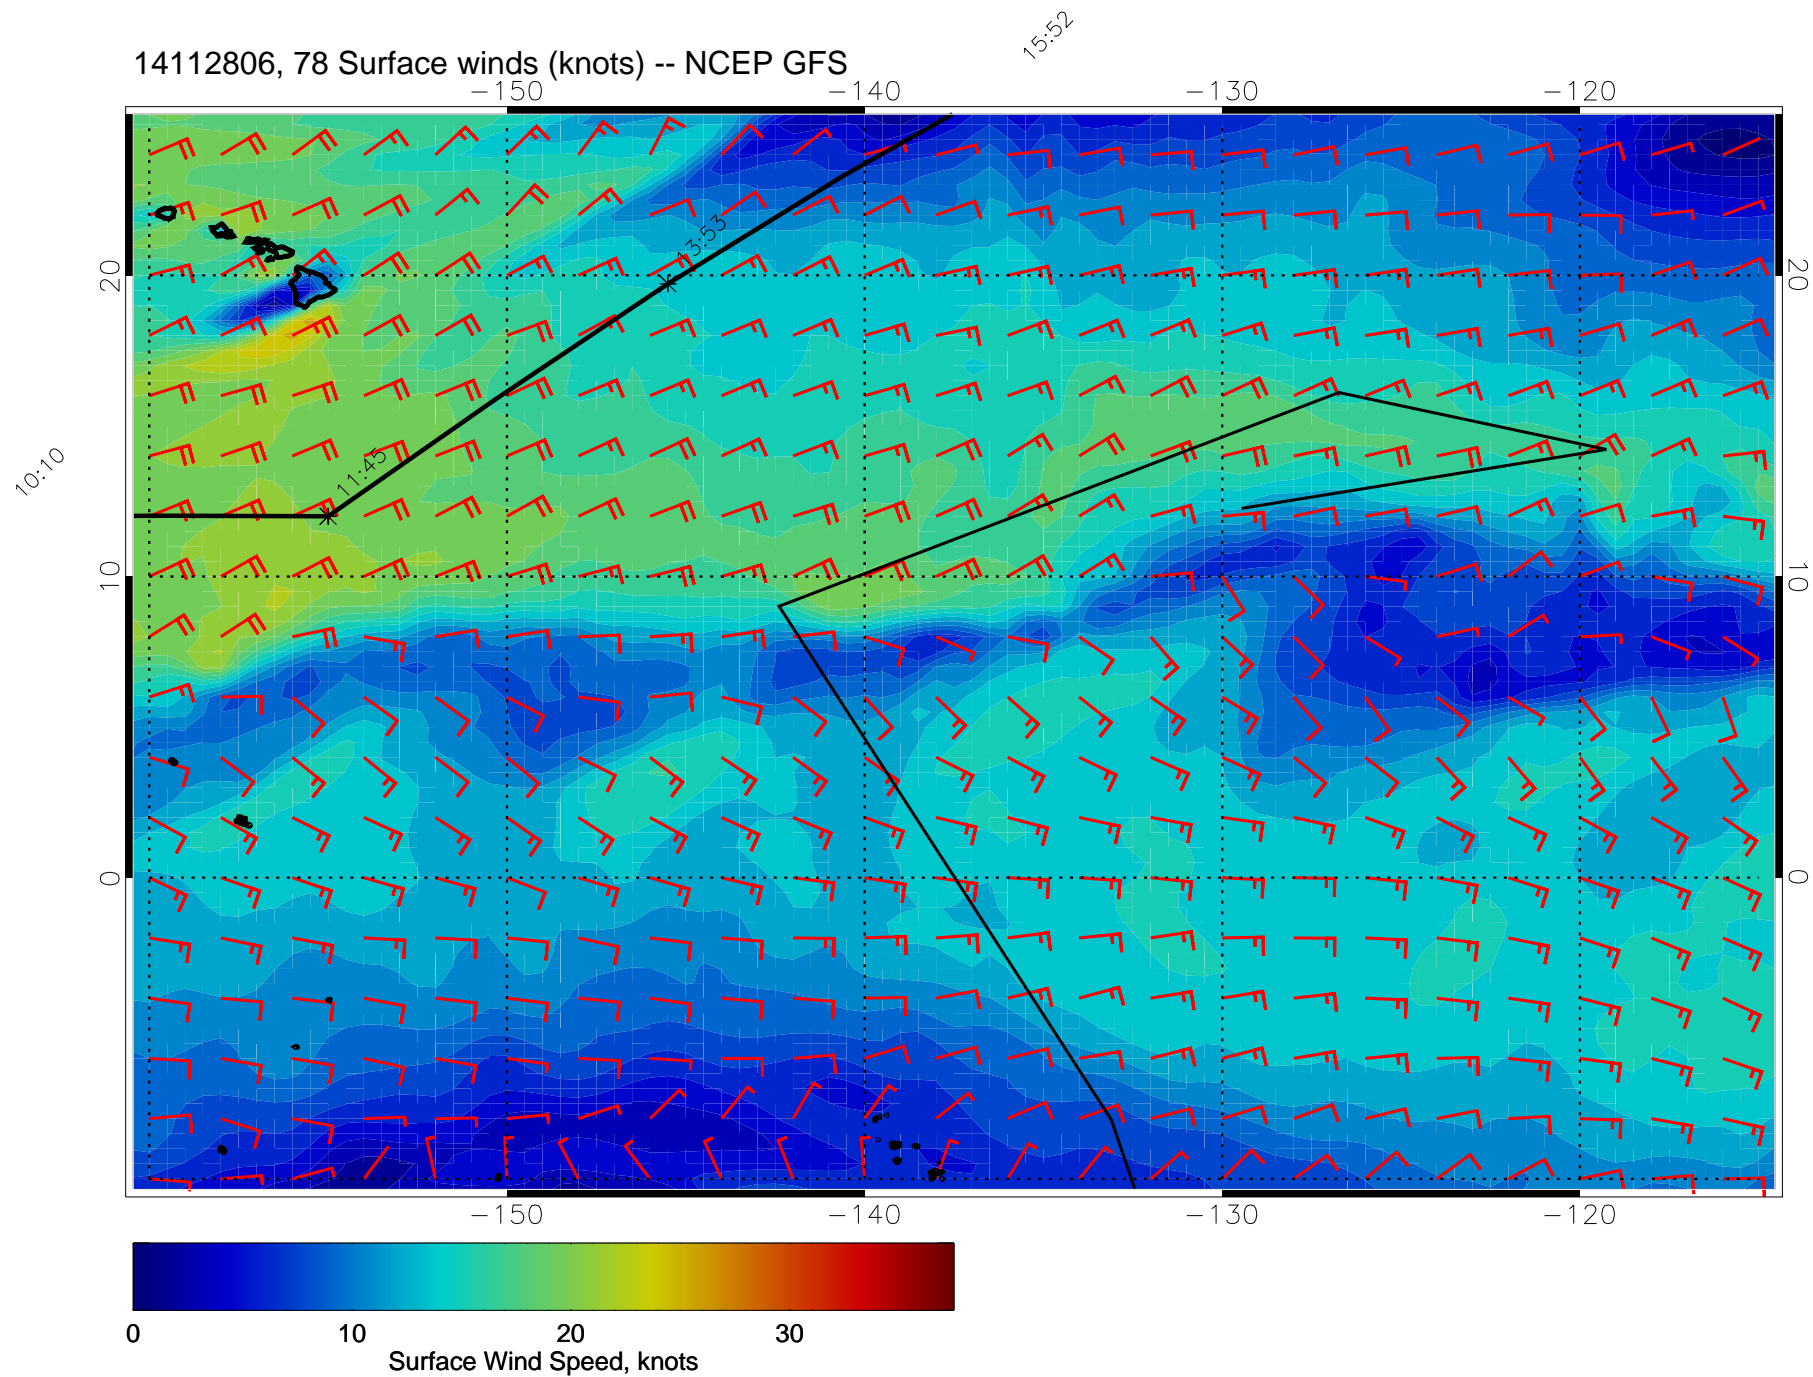 15:52
14112806, 78 Surface winds (knots) -- NCEP GFS
-150 -140 -130 -120
13:53
20 20
11:45
10:10
10 10
0 0
-150 -140 -130 -120
0 10 20 30
Surface Wind Speed, knots